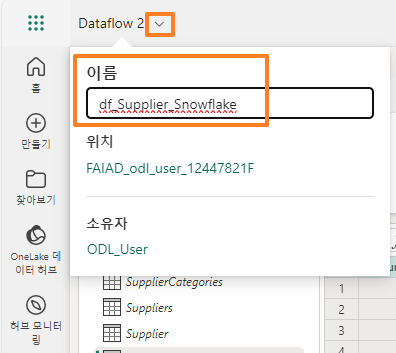 Dataflow 2
이름
df_Supplier_Snowflake
위치
FAIAD_odl_user_12447821F
소유자
ODL_User
홈
만들기
찾아보기
OneLake 데
이터 허브
허브 모니터
링
SupplierCategories
Suppliers
Supplier
1
2
3
4